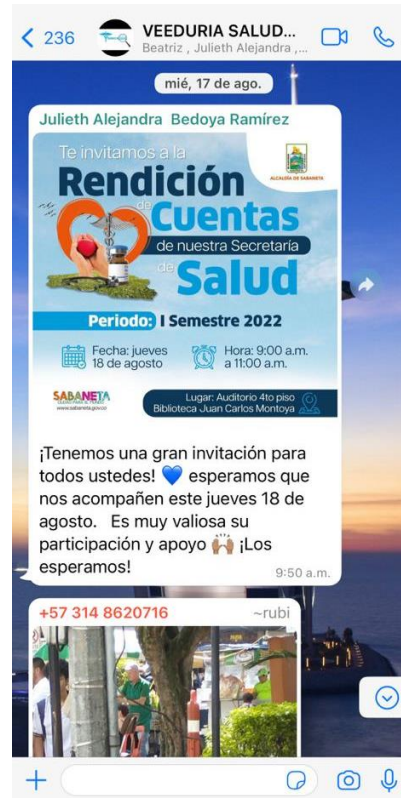 236
VEEDURIA SALUD...
Beatriz , Julieth Alejandra ,...
mié, 17 de ago.
Julieth Alejandra Bedoya Ramírez
Te invitamos a la
Rendición
de Cuentas
de nuestra Secretaría
de Salud
ALCALDÍA DE SABANETA
Periodo: I Semestre 2022
Fecha: jueves
18 de agosto
Hora: 9:00 a.m.
a 11:00 a.m.
SABANETA
www.sabaneta.gov.co
Lugar: Auditorio 4to piso
Biblioteca Juan Carlos Montoya
¡Tenemos una gran invitación para
todos ustedes! 💙 esperamos que
nos acompañen este jueves 18 de
agosto. Es muy valiosa su
participación y apoyo 🙌🏽 ¡Los
esperamos!
9:50 a.m.
+57 314 8620716
~rubi